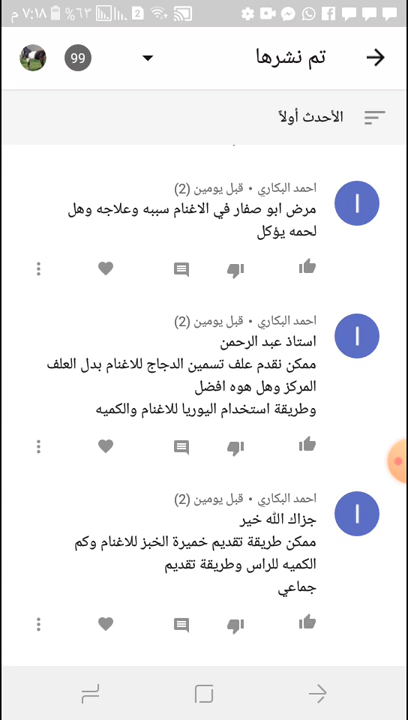 ٧:١٨ م ٦٣%
تم نشرها
99
الأحدث أولاً
احمد البكاري • قبل يومين (2)
مرض ابو صفار في الاغنام سببه وعلاجه وهل
لحمه يؤكل
احمد البكاري • قبل يومين (2)
استاذ عبد الرحمن
ممكن نقدم علف تسمين الدجاج للاغنام بدل العلف
المركز وهل هوه افضل
وطريقة استخدام اليوريا للاغنام والكميه
احمد البكاري • قبل يومين (2)
جزاك الله خير
ممكن طريقة تقديم خميرة الخبز للاغنام وكم
الكميه للراس وطريقة تقديم
جماعي